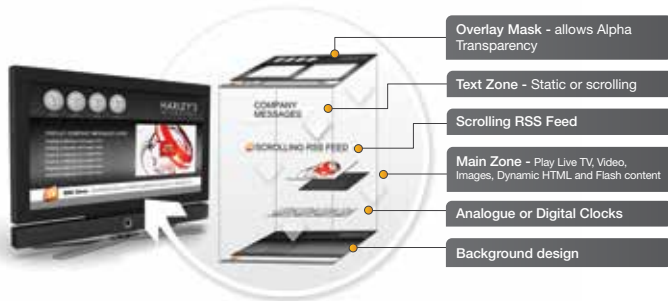 Overlay Mask - allows Alpha
Transparency
Text Zone - Static or scrolling
Scrolling RSS Feed
Main Zone - Play Live TV, Video,
Images, Dynamic HTML and Flash content
Analogue or Digital Clocks
Background design
COMPANY
MESSAGES
SCROLLING RSS FEED
HARLEY'S